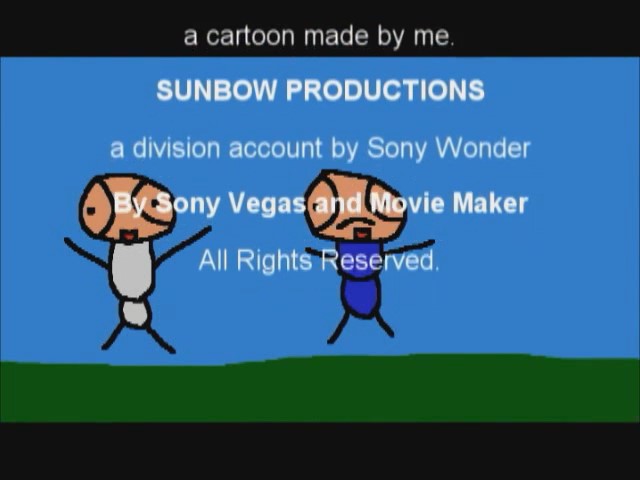 a cartoon made by me.
SUNBOW PRODUCTIONS
a division account by Sony Wonder
By Sony Vegas and Movie Maker
All Rights Reserved.